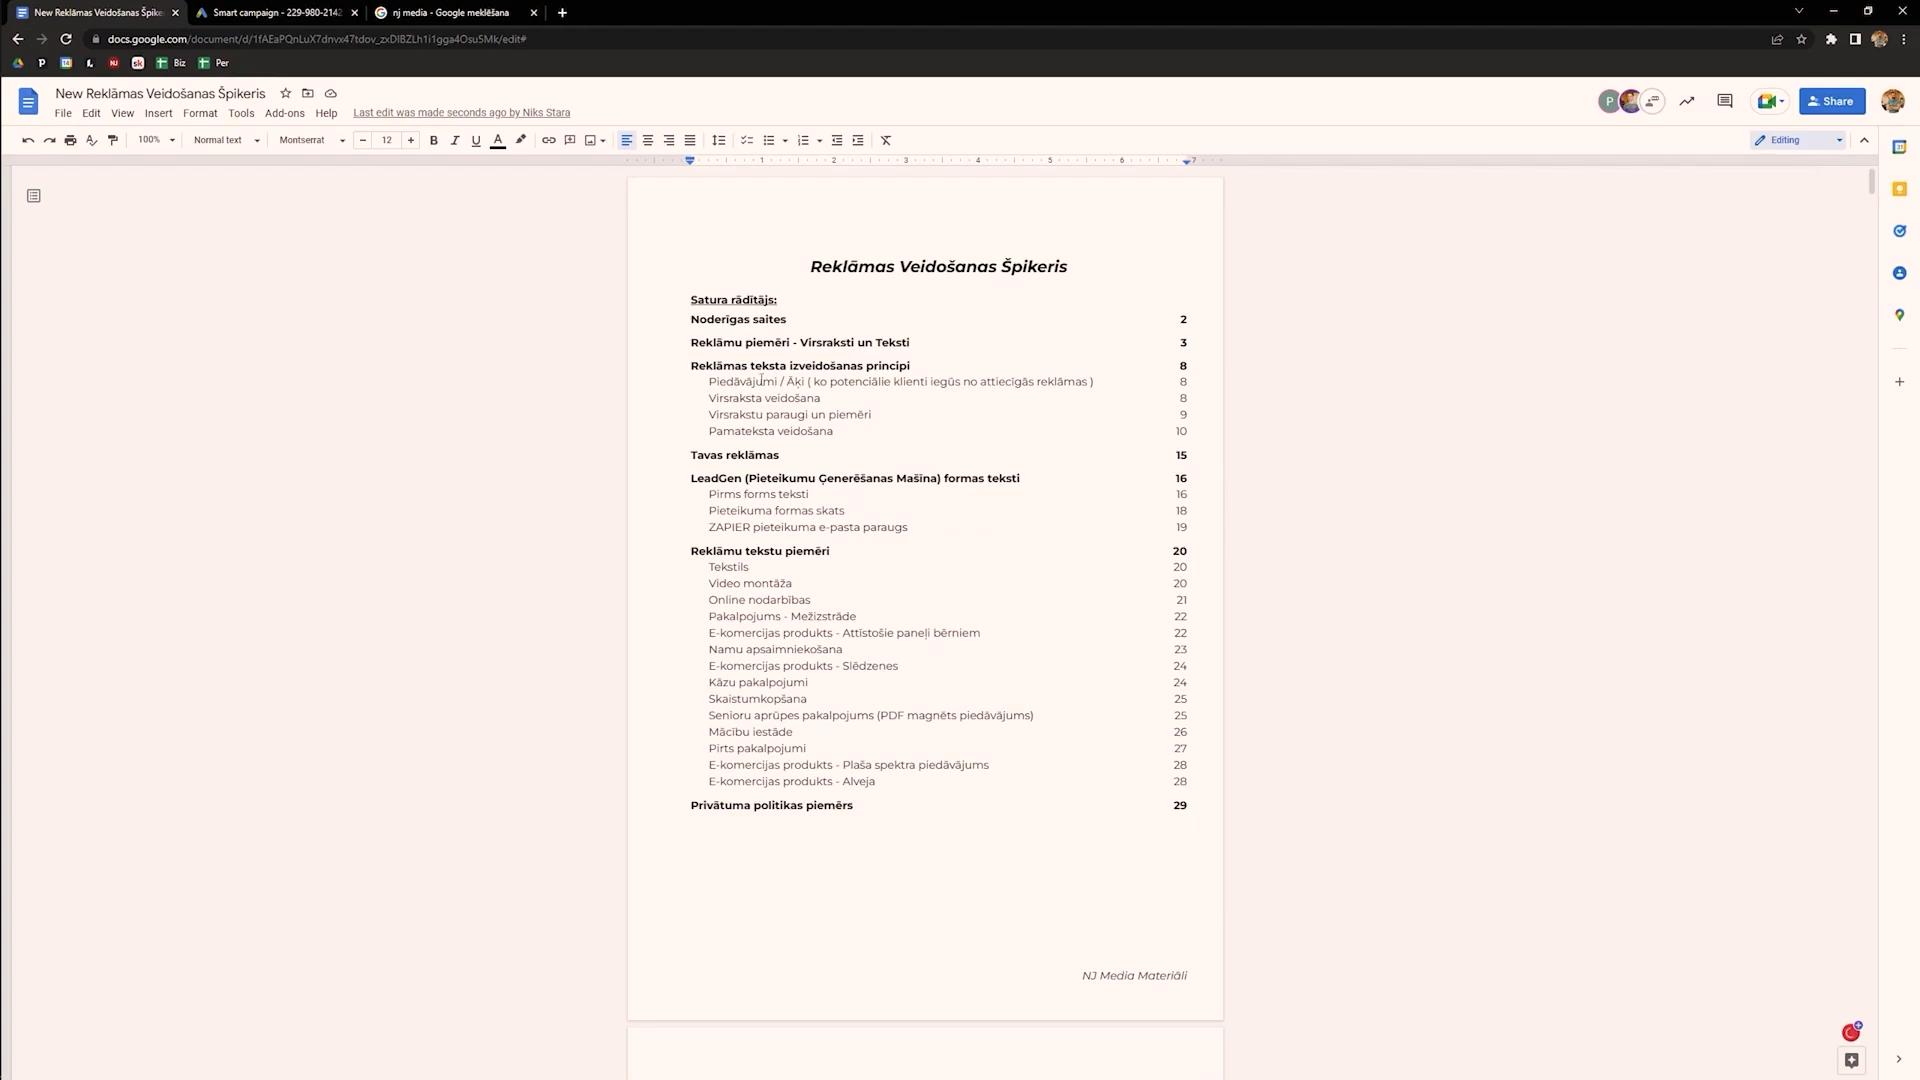 New Reklāmas Veidošanas Špike
Smart campaign - 229-980-2142
nj media - Google meklēšana
docs.google.com/document/d/1fAEaPQnLuX7dnvx47tdov_zxDIBZLh1i1gga4Osu5Mk/edit#
Biz
Per
New Reklāmas Veidošanas Špikeris
File Edit View Insert Format Tools Add-ons Help Last edit was made seconds ago by Niks Stara
Share
100% Normal text Montserrat 12 Editing
1 2 3 4 5 6 7
Reklāmas Veidošanas Špikeris
Satura rādītājs:
Noderīgas saites 2
Reklāmu piemēri - Virsraksti un Teksti 3
Reklāmas teksta izveidošanas principi 8
Piedāvājumi / Āķi ( ko potenciālie klienti iegūs no attiecīgās reklāmas ) 8
Virsraksta veidošana 8
Virsrakstu paraugi un piemēri 9
Pamateksta veidošana 10
Tavas reklāmas 15
LeadGen (Pieteikumu Ģenerēšanas Mašīna) formas teksti 16
Pirms forms teksti 16
Pieteikuma formas skats 18
ZAPIER pieteikuma e-pasta paraugs 19
Reklāmu tekstu piemēri 20
Tekstils 20
Video montāža 20
Online nodarbības 21
Pakalpojums - Mežizstrāde 22
E-komercijas produkts - Attīstošie paneļi bērniem 22
Namu apsaimniekošana 23
E-komercijas produkts - Slēdzenes 24
Kāzu pakalpojumi 24
Skaistumkopšana 25
Senioru aprūpes pakalpojums (PDF magnēts piedāvājums) 25
Mācību iestāde 26
Pirts pakalpojumi 27
E-komercijas produkts - Plaša spektra piedāvājums 28
E-komercijas produkts - Alveja 28
Privātuma politikas piemērs 29
NJ Media Materiāli